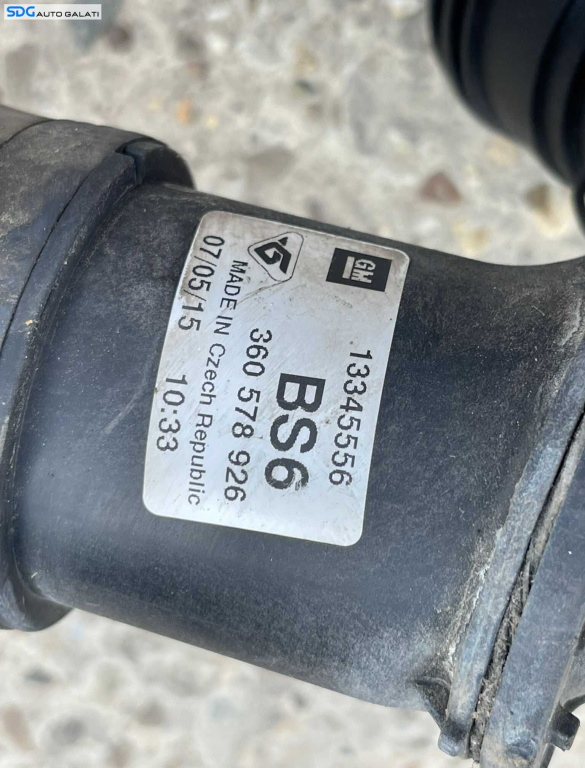 SDG AUTO GALATI
GM
13345556
BS6
360 578 926
MADE IN Czech Republic
07/05/15 10:33